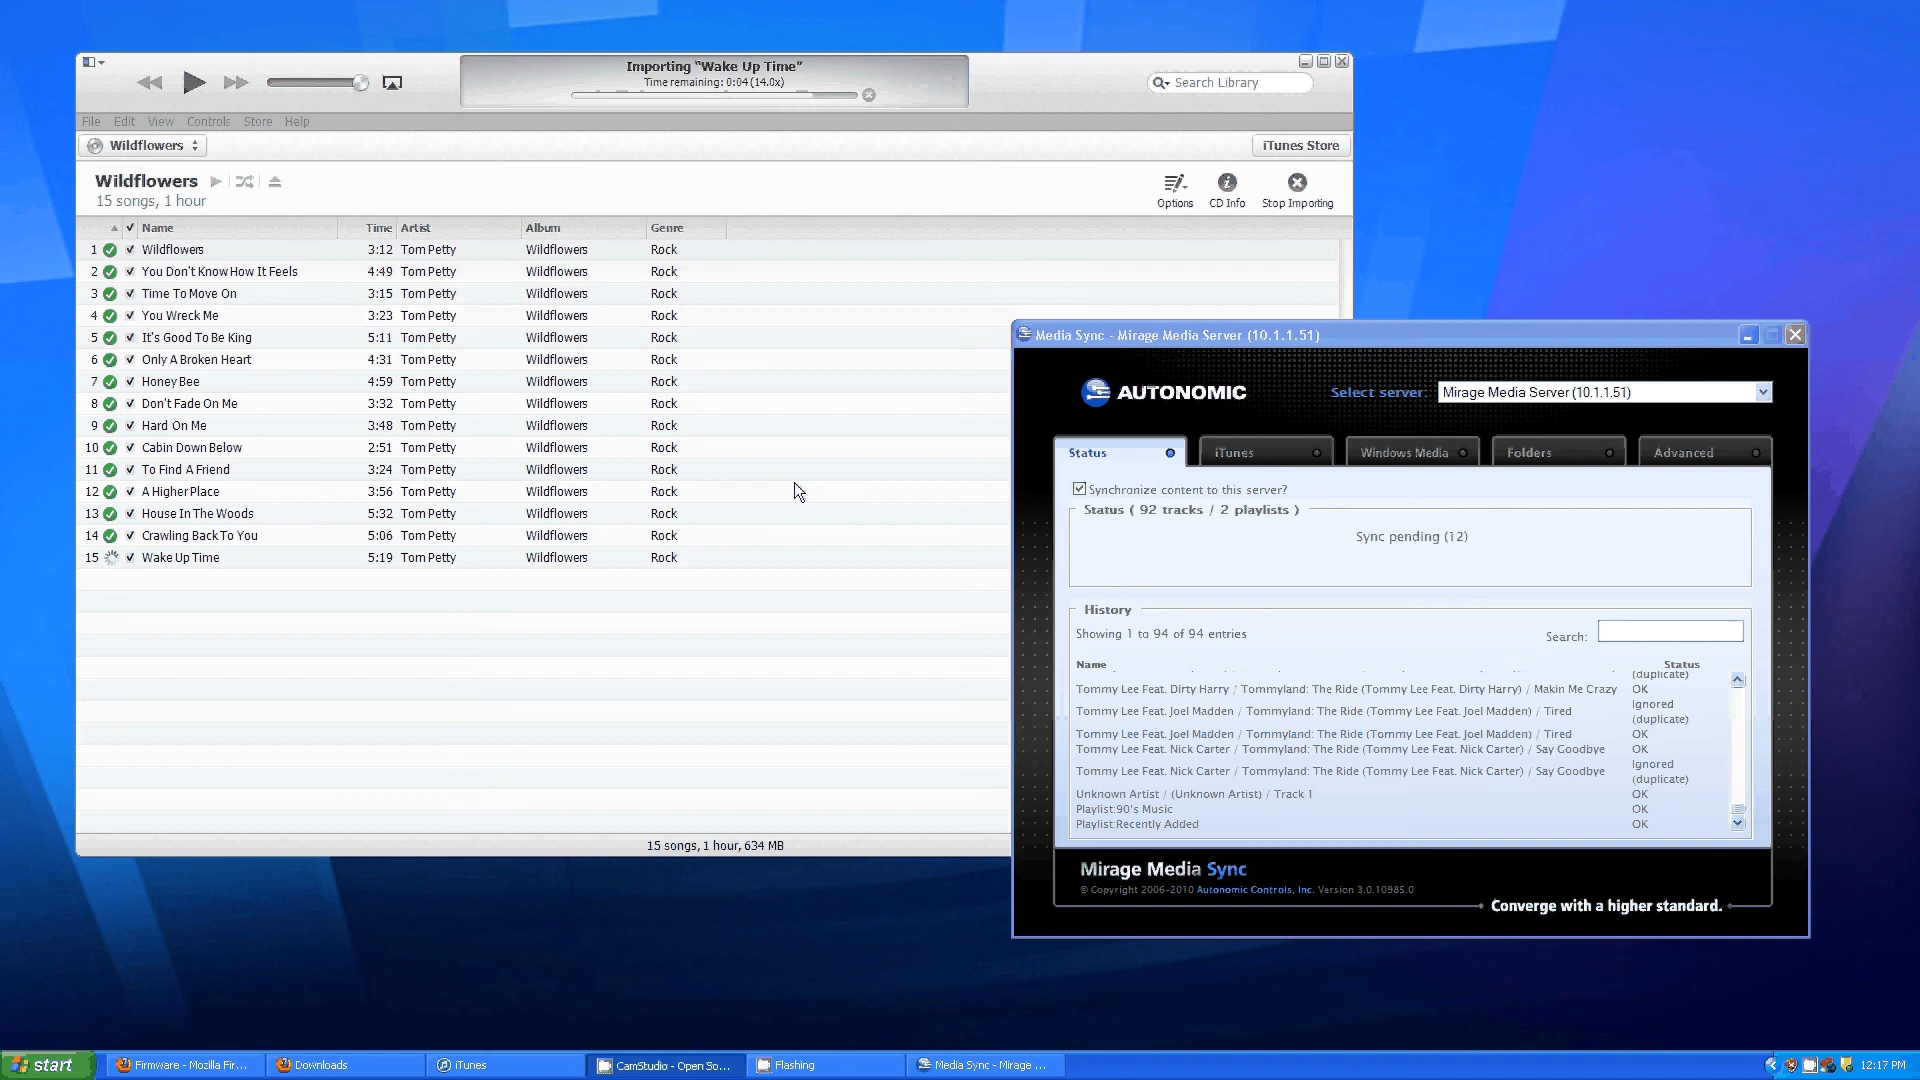 Importing "Wake Up Time"
Time remaining: 0:04 (14.0x)
Search Library
File Edit View Controls Store Help
Wildflowers
iTunes Store
Wildflowers
15 songs, 1 hour
Options CD Info Stop Importing
Name Time Artist Album Genre
1 Wildflowers 3:12 Tom Petty Wildflowers Rock
2 You Don't Know How It Feels 4:49 Tom Petty Wildflowers Rock
3 Time To Move On 3:15 Tom Petty Wildflowers Rock
4 You Wreck Me 3:23 Tom Petty Wildflowers Rock
5 It's Good To Be King 5:11 Tom Petty Wildflowers Rock
6 Only A Broken Heart 4:31 Tom Petty Wildflowers Rock
7 Honey Bee 4:59 Tom Petty Wildflowers Rock
8 Don't Fade On Me 3:32 Tom Petty Wildflowers Rock
9 Hard On Me 3:48 Tom Petty Wildflowers Rock
10 Cabin Down Below 2:51 Tom Petty Wildflowers Rock
11 To Find A Friend 3:24 Tom Petty Wildflowers Rock
12 A Higher Place 3:56 Tom Petty Wildflowers Rock
13 House In The Woods 5:32 Tom Petty Wildflowers Rock
14 Crawling Back To You 5:06 Tom Petty Wildflowers Rock
15 Wake Up Time 5:19 Tom Petty Wildflowers Rock
15 songs, 1 hour, 634 MB
Media Sync - Mirage Media Server (10.1.1.51)
AUTONOMIC
Select server: Mirage Media Server (10.1.1.51)
Status iTunes Windows Media Folders Advanced
Synchronize content to this server?
Status ( 92 tracks / 2 playlists )
Sync pending (12)
History
Showing 1 to 94 of 94 entries
Search:
Name Status
(duplicate)
Tommy Lee Feat. Dirty Harry / Tommyland: The Ride (Tommy Lee Feat. Dirty Harry) / Makin Me Crazy OK
Tommy Lee Feat. Joel Madden / Tommyland: The Ride (Tommy Lee Feat. Joel Madden) / Tired Ignored (duplicate)
Tommy Lee Feat. Joel Madden / Tommyland: The Ride (Tommy Lee Feat. Joel Madden) / Tired OK
Tommy Lee Feat. Nick Carter / Tommyland: The Ride (Tommy Lee Feat. Nick Carter) / Say Goodbye OK
Tommy Lee Feat. Nick Carter / Tommyland: The Ride (Tommy Lee Feat. Nick Carter) / Say Goodbye Ignored (duplicate)
Unknown Artist / (Unknown Artist) / Track 1 OK
Playlist:90's Music OK
Playlist:Recently Added OK
Mirage Media Sync
© Copyright 2006-2010 Autonomic Controls, Inc. Version 3.0.10985.0
Converge with a higher standard.
start Firmware - Mozilla Fir... Downloads iTunes CamStudio - Open So... Flashing Media Sync - Mirage ... 12:17 PM